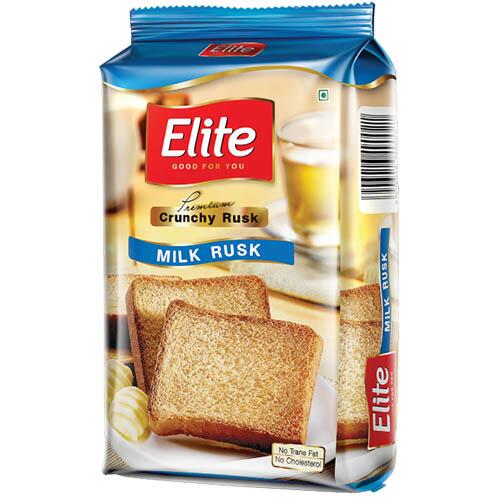 Elite
Elite
GOOD FOR YOU
Premium
Crunchy Rusk
MILK RUSK
No Trans Fat
No Cholesterol
MILK RUSK
Elite